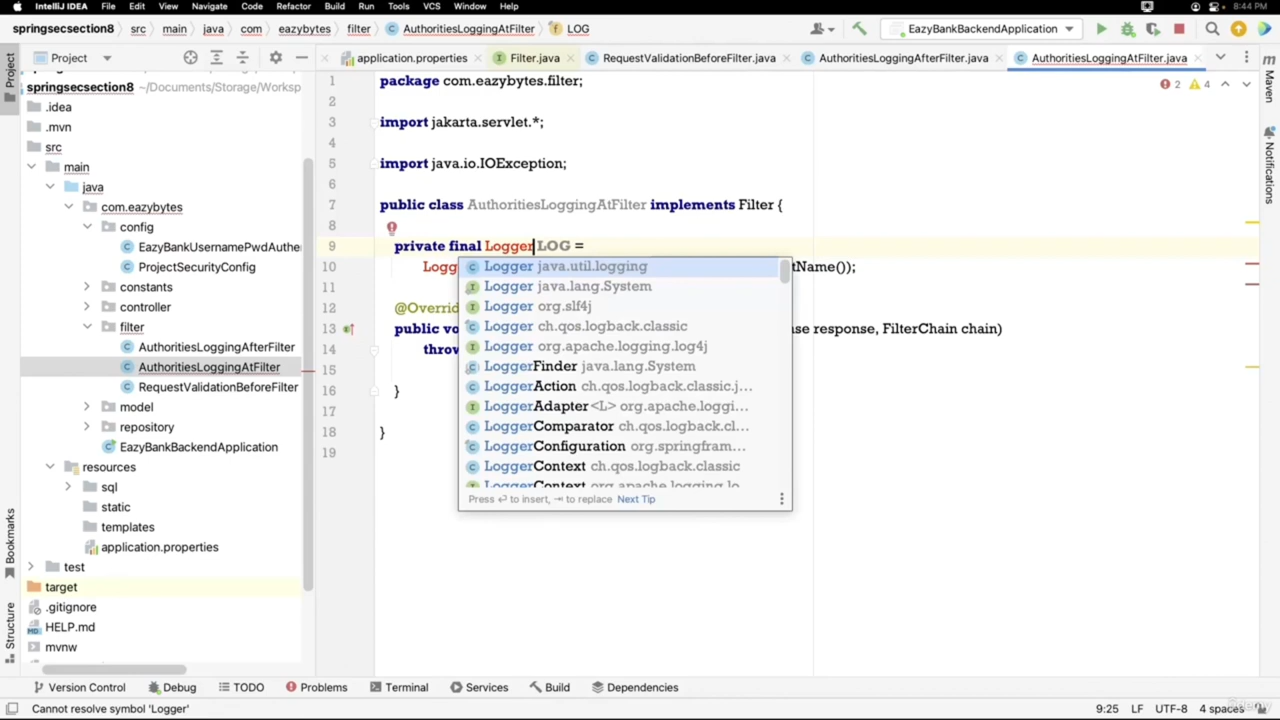 IntelliJ IDEA File Edit View Navigate Code Refactor Build Run Tools VCS Window Help 8:44 PM
springsecsection8 src main java com eazybytes filter AuthoritiesLoggingAtFilter LOG EazyBankBackendApplication
Project application.properties Filter.java RequestValidationBeforeFilter.java AuthoritiesLoggingAfterFilter.java AuthoritiesLoggingAtFilter.java
Project
Maven
Notifications
Bookmarks
Structure
springsecsection8 ~/Documents/Storage/Worksp
.idea
.mvn
src
main
java
com.eazybytes
config
EazyBankUsernamePwdAuthe
ProjectSecurityConfig
constants
controller
filter
AuthoritiesLoggingAfterFilter
AuthoritiesLoggingAtFilter
RequestValidationBeforeFilter
model
repository
EazyBankBackendApplication
resources
sql
static
templates
application.properties
test
target
.gitignore
HELP.md
mvnw
2 4
1 package com.eazybytes.filter;
2
3 import jakarta.servlet.*;
4
5 import java.io.IOException;
6
7 public class AuthoritiesLoggingAtFilter implements Filter {
8
9 private final Logger LOG =
10 Logg tName());
11
12 @Overrid
13 public vo se response, FilterChain chain)
14 throw
15
16 }
17
18 }
19
Logger java.util.logging
Logger java.lang.System
Logger org.slf4j
Logger ch.qos.logback.classic
Logger org.apache.logging.log4j
LoggerFinder java.lang.System
LoggerAction ch.qos.logback.classic.j...
LoggerAdapter<L> org.apache.loggi...
LoggerComparator ch.qos.logback.cl...
LoggerConfiguration org.springfram...
LoggerContext ch.qos.logback.classic
LoggerContext org.apache.logging.lo
Press ↩ to insert, ⇥ to replace Next Tip
Version Control Debug TODO Problems Terminal Services Build Dependencies
Cannot resolve symbol 'Logger' 9:25 LF UTF-8 4 spaces
Udemy